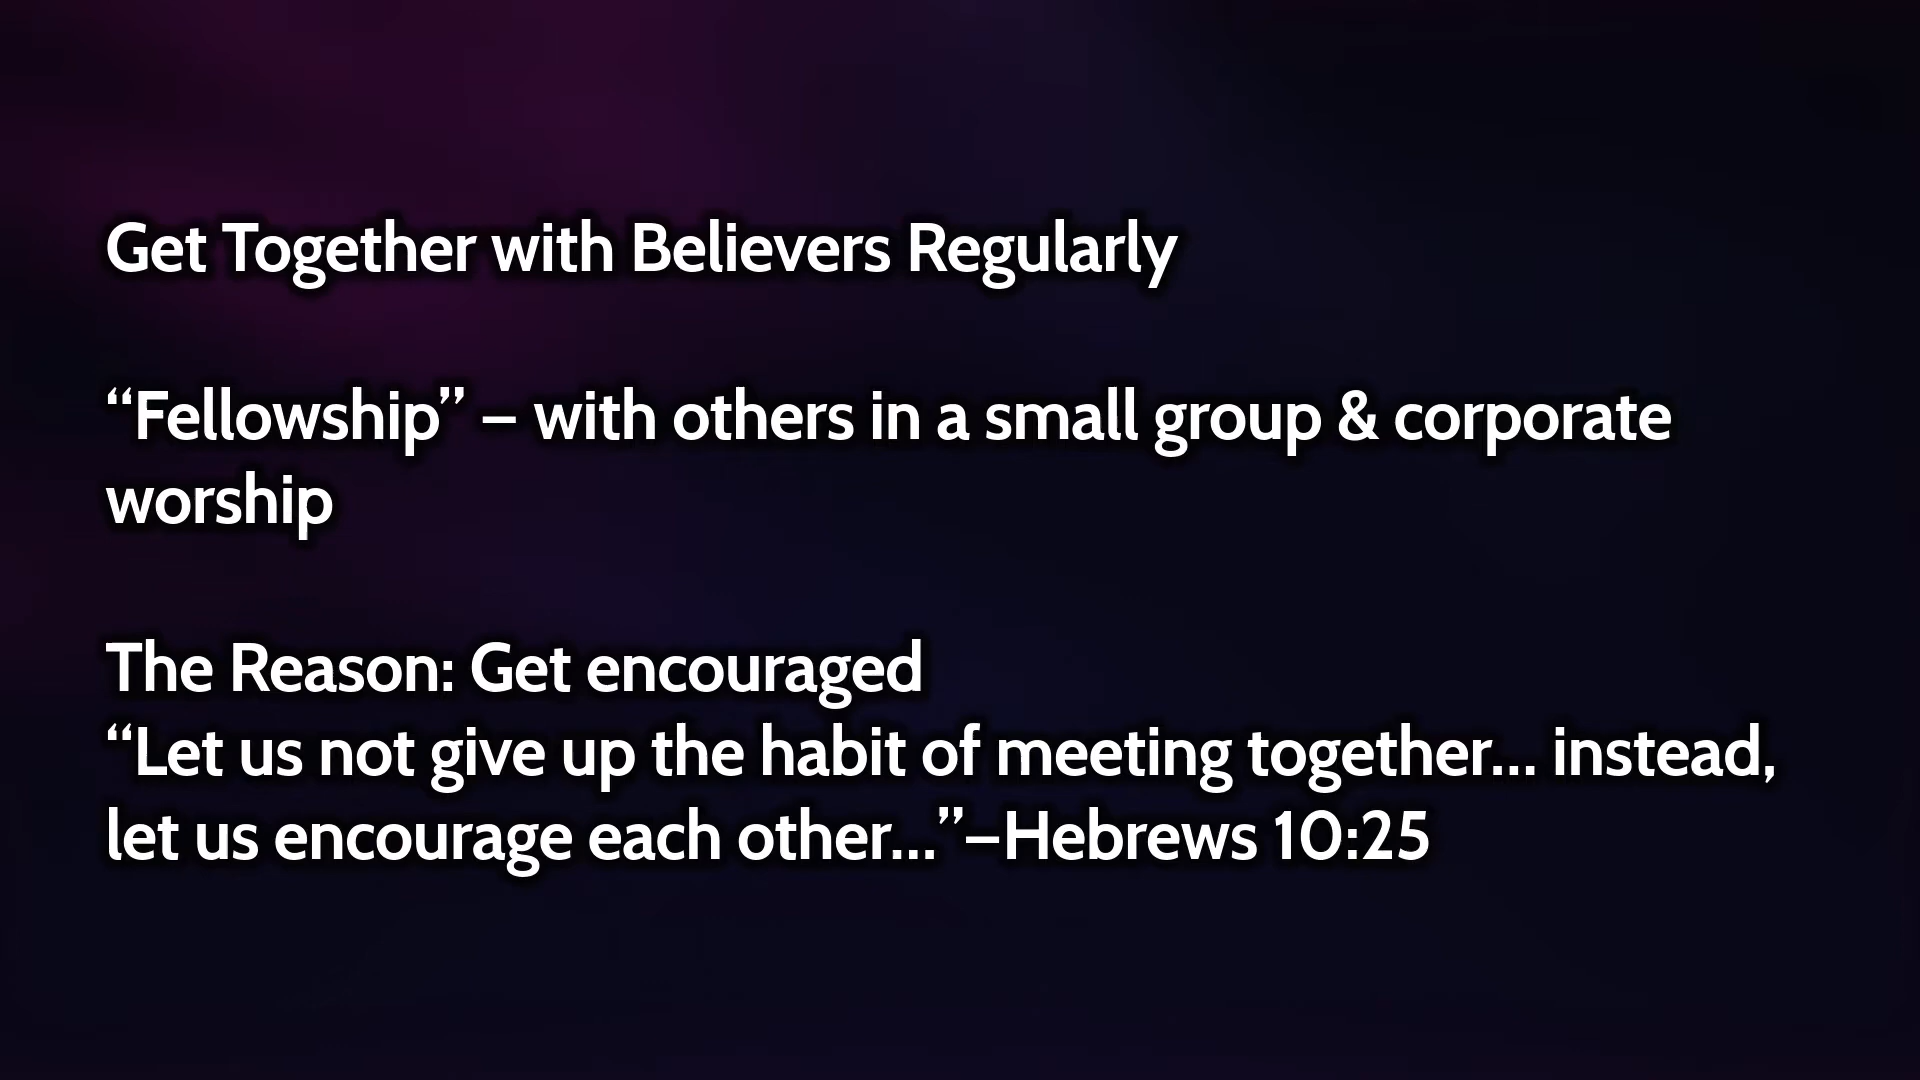 Get Together with Believers Regularly
“Fellowship” – with others in a small group & corporate
worship
The Reason: Get encouraged
“Let us not give up the habit of meeting together... instead,
let us encourage each other...”–Hebrews 10:25